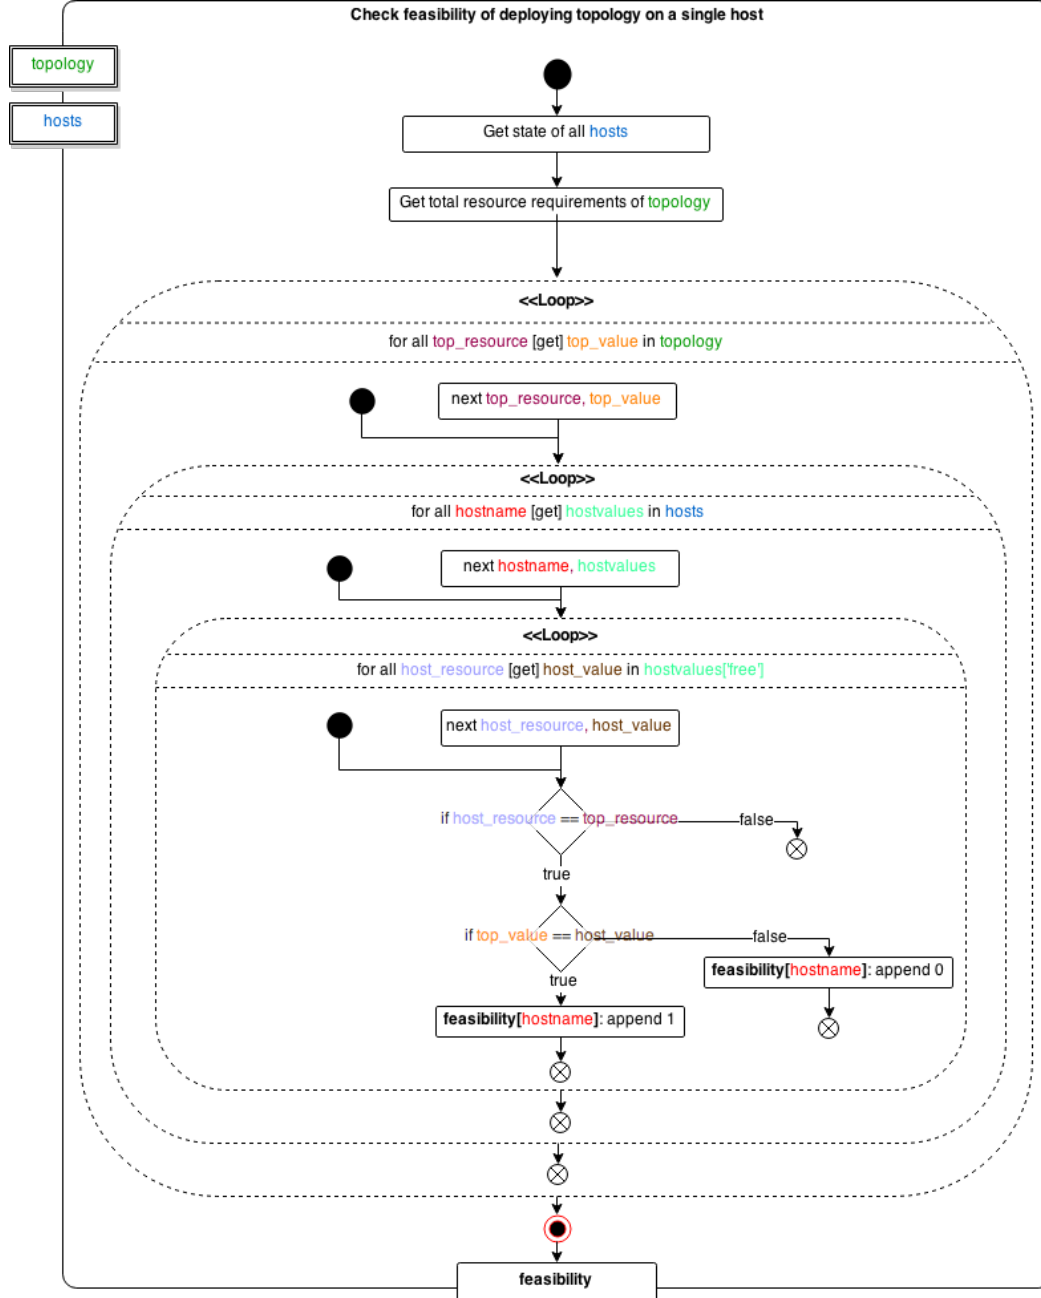 Check feasibility of deploying topology on a single host
topology
hosts
Get state of all hosts
Get total resource requirements of topology
<<Loop>>
for all top_resource [get] top_value in topology
next top_resource, top_value
<<Loop>>
for all hostname [get] hostvalues in hosts
next hostname, hostvalues
<<Loop>>
for all host_resource [get] host_value in hostvalues['free']
next host_resource, host_value
if host_resource == top_resource
false
true
if top_value == host_value
false
feasibility[hostname]: append 0
true
feasibility[hostname]: append 1
feasibility